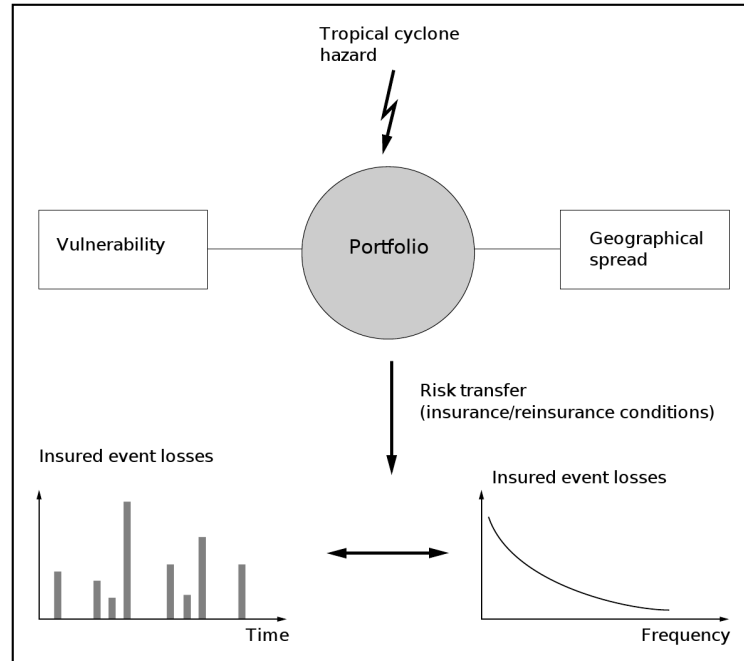 Tropical cyclone
hazard
Vulnerability
Portfolio
Geographical
spread
Risk transfer
(insurance/reinsurance conditions)
Insured event losses
Insured event losses
Time
Frequency